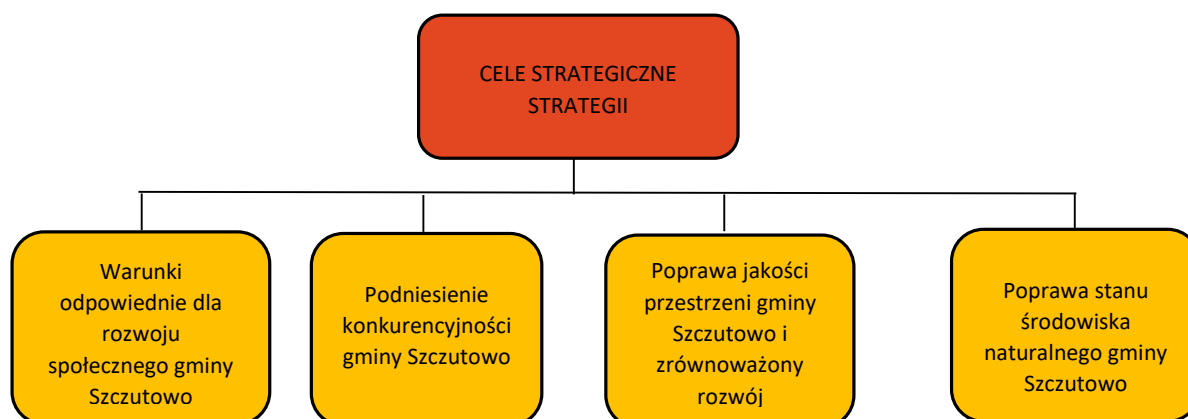 CELE STRATEGICZNE
STRATEGII
Warunki
odpowiednie dla
rozwoju
społecznego gminy
Szczutowo
Podniesienie
konkurencyjności
gminy Szczutowo
Poprawa jakości
przestrzeni gminy
Szczutowo i
zrównoważony
rozwój
Poprawa stanu
środowiska
naturalnego gminy
Szczutowo